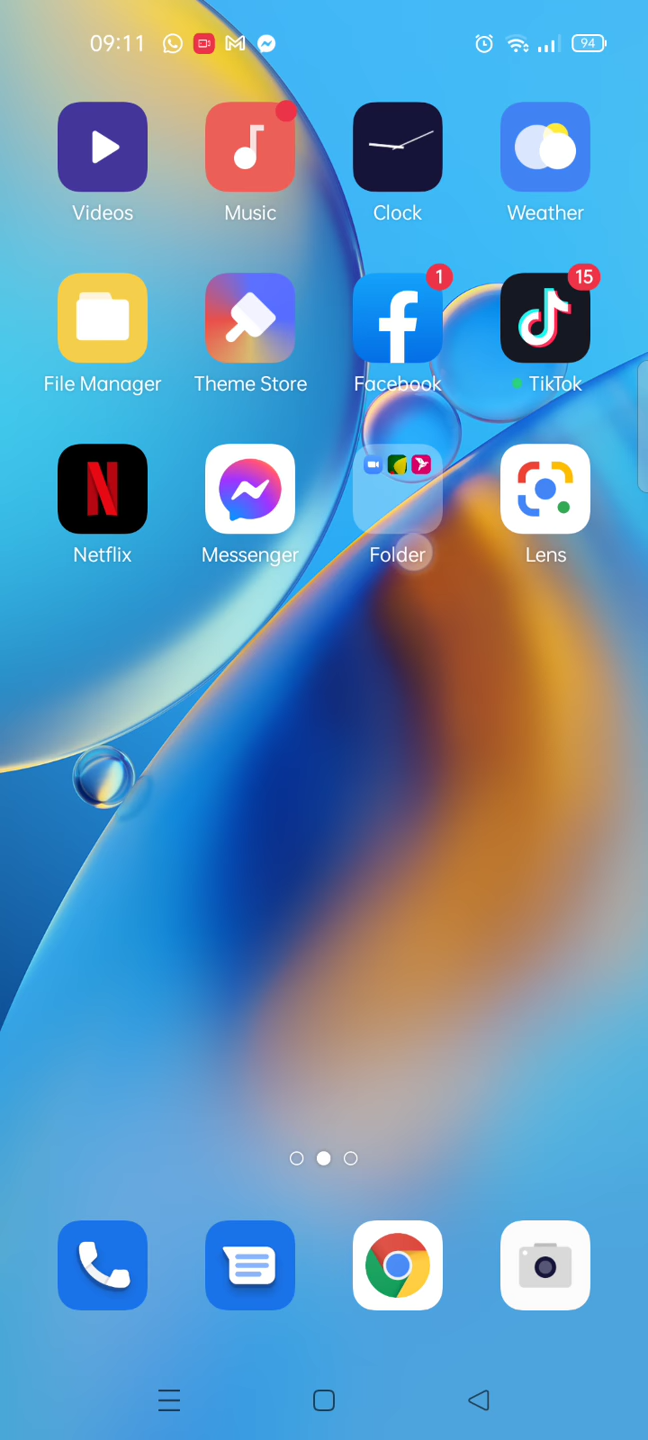 09:11 94
Videos Music Clock Weather
1 15
File Manager Theme Store Facebook TikTok
Netflix Messenger Folder Lens